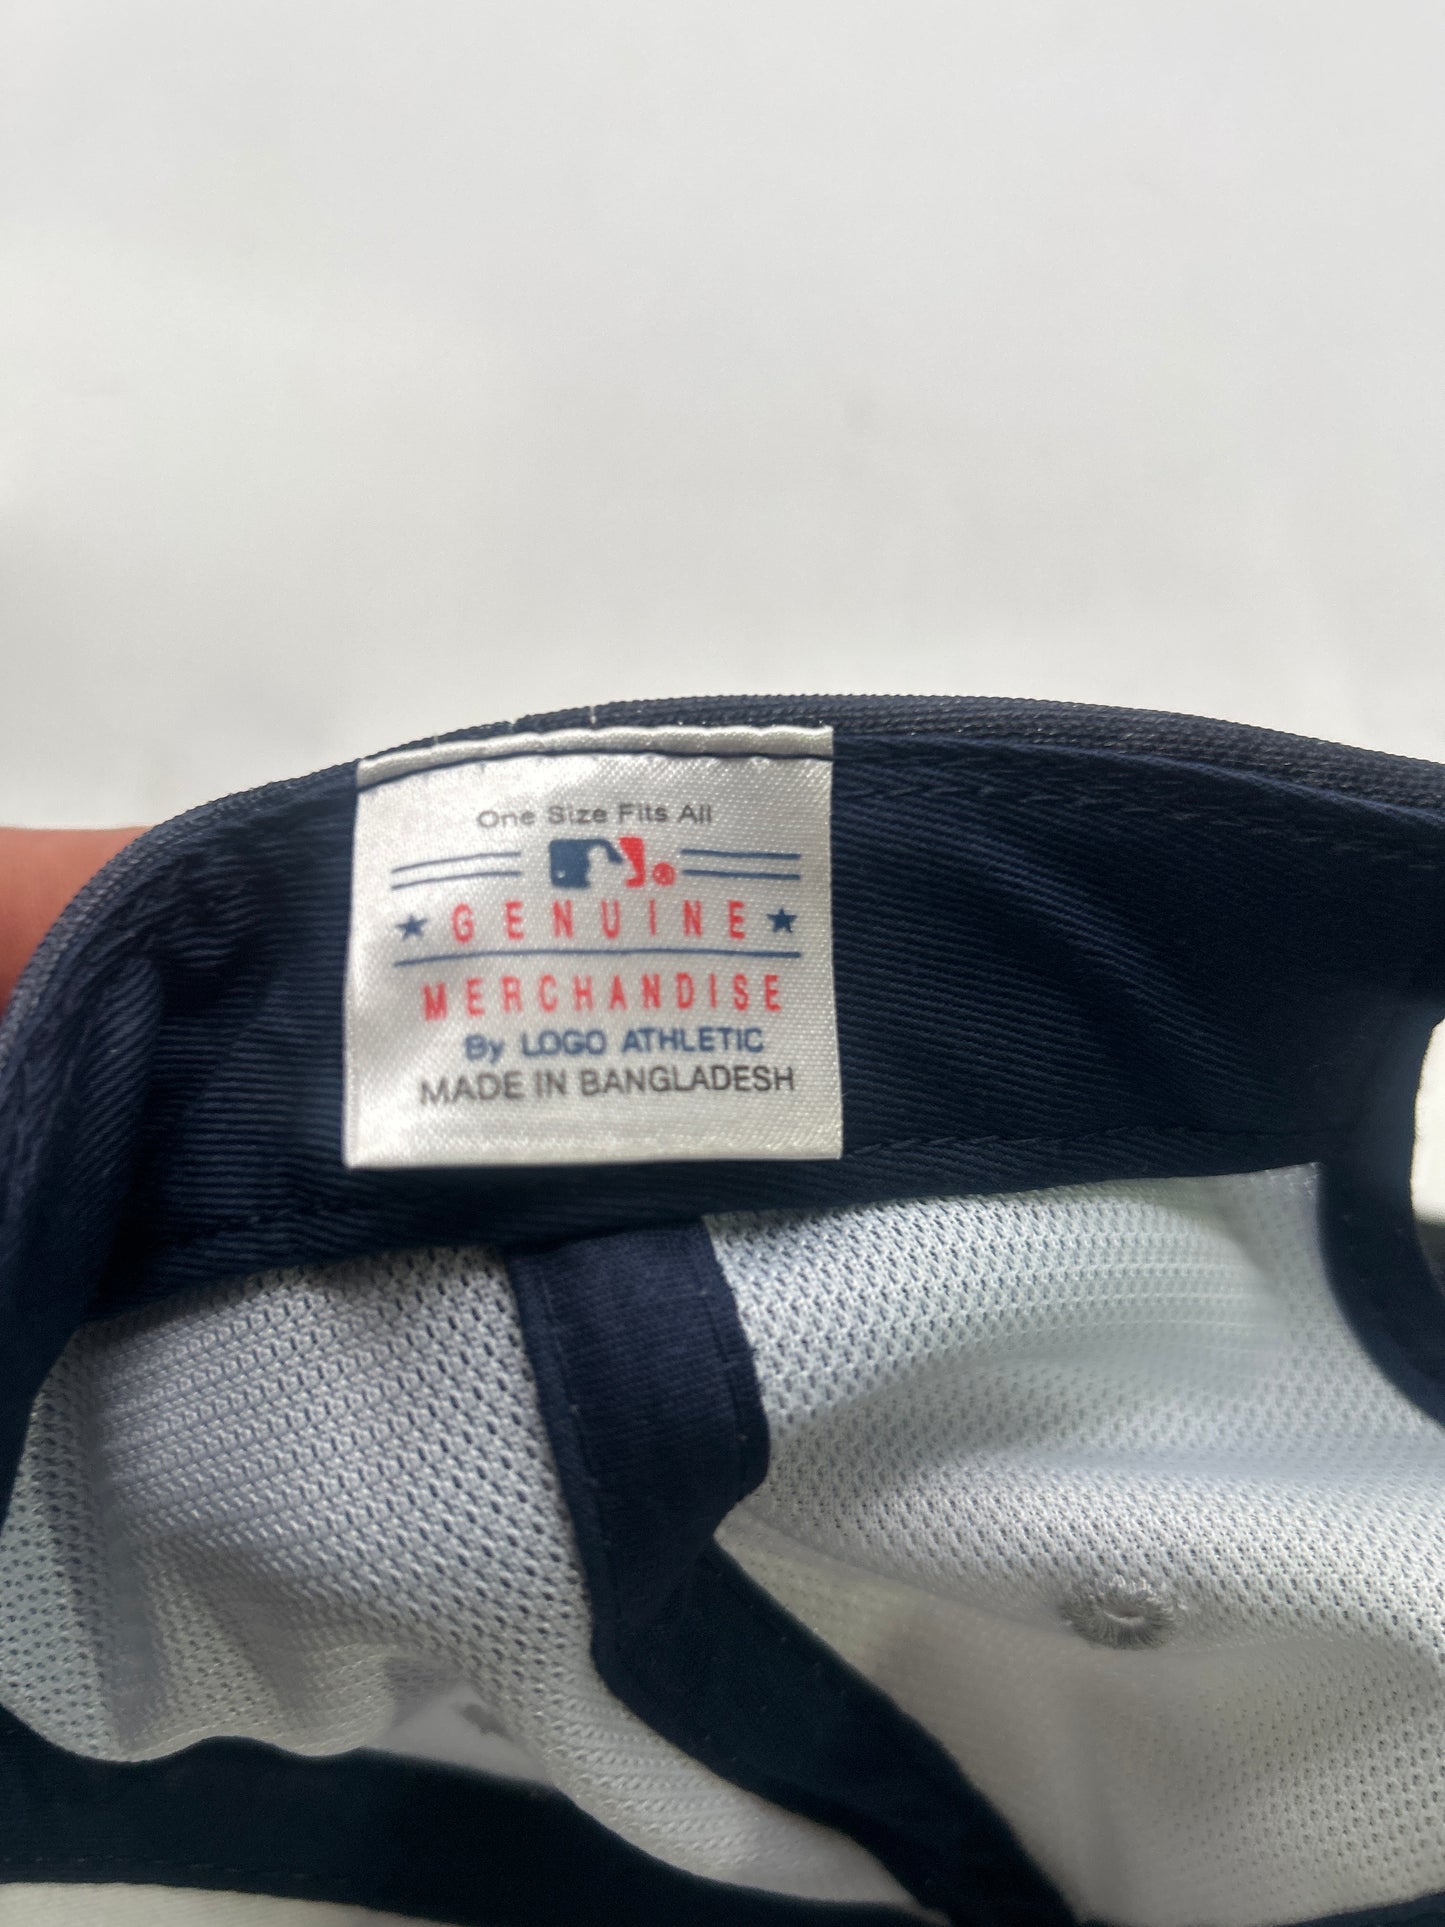 One Size Fits All
®
GENUINE
MERCHANDISE
By LOGO ATHLETIC
MADE IN BANGLADESH